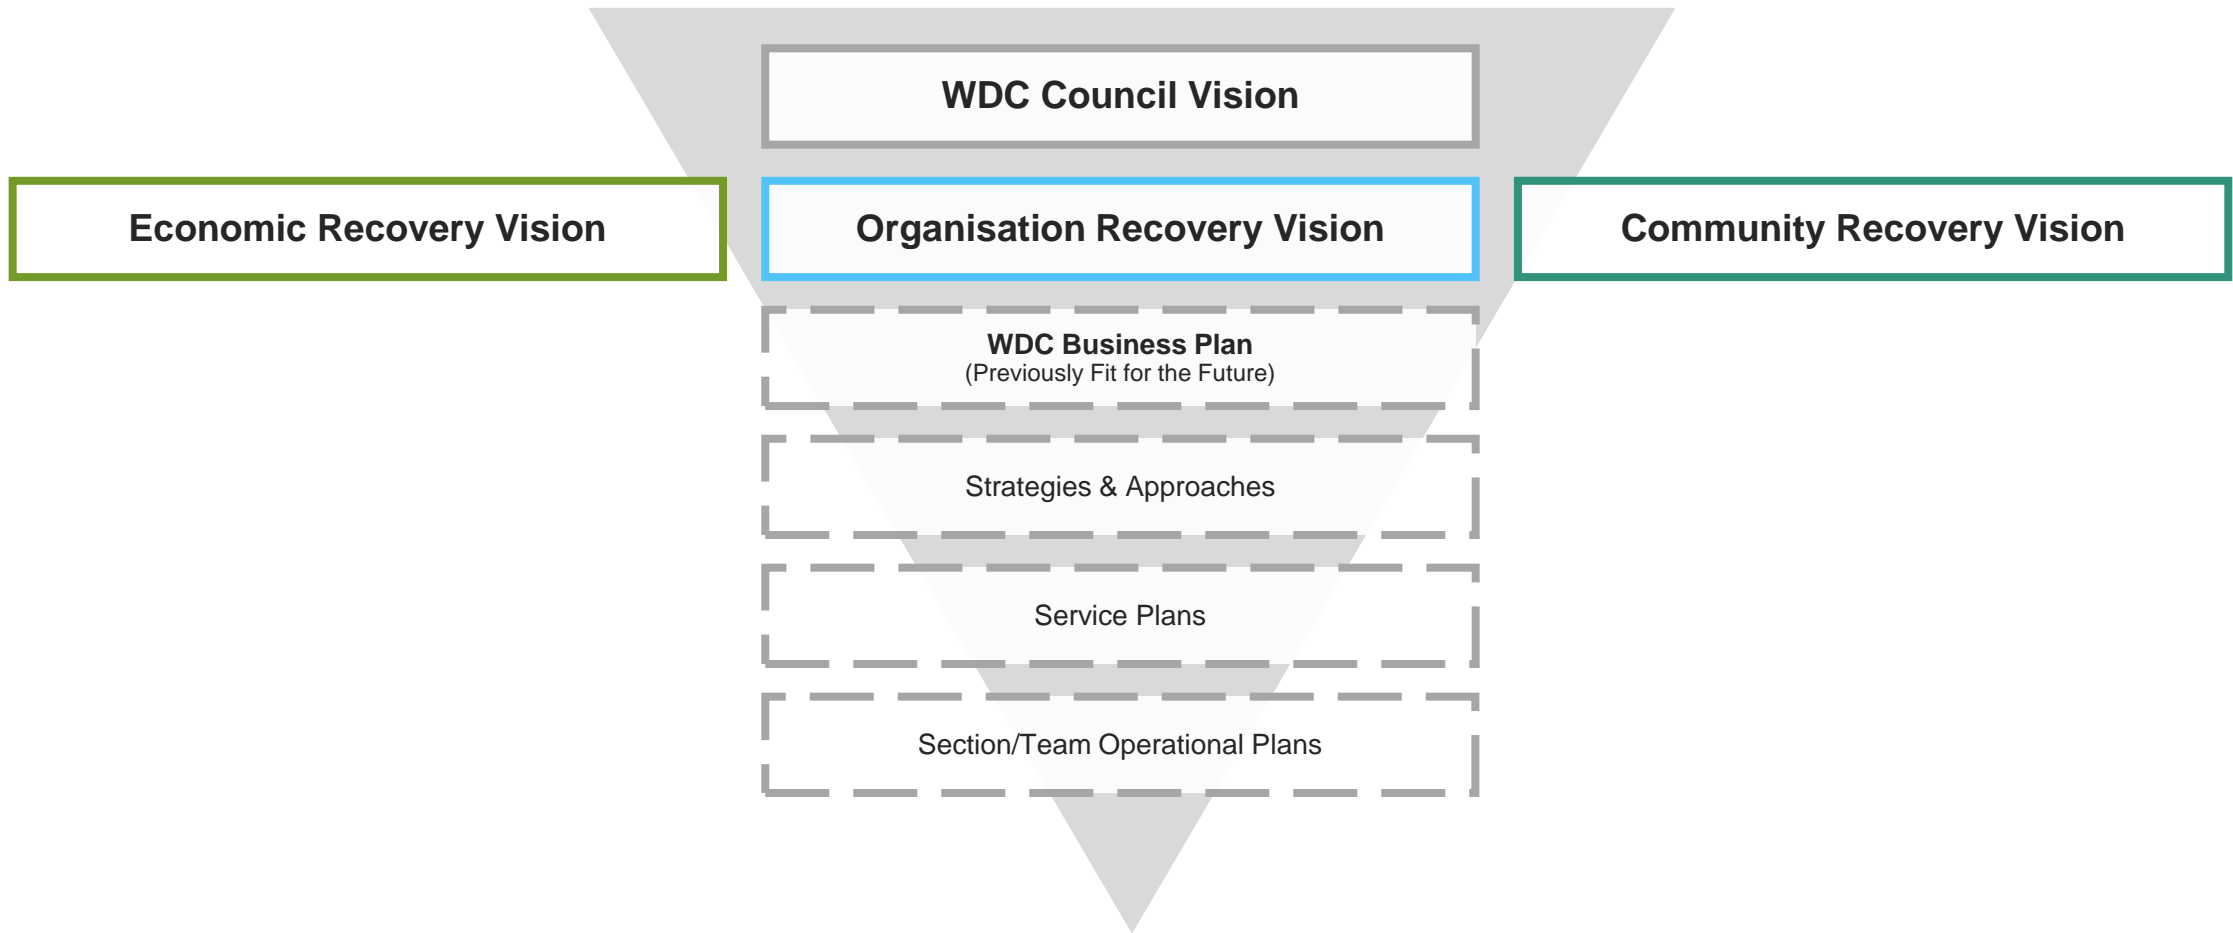 WDC Council Vision
Economic Recovery Vision
Organisation Recovery Vision
Community Recovery Vision
WDC Business Plan
(Previously Fit for the Future)
Strategies & Approaches
Service Plans
Section/Team Operational Plans